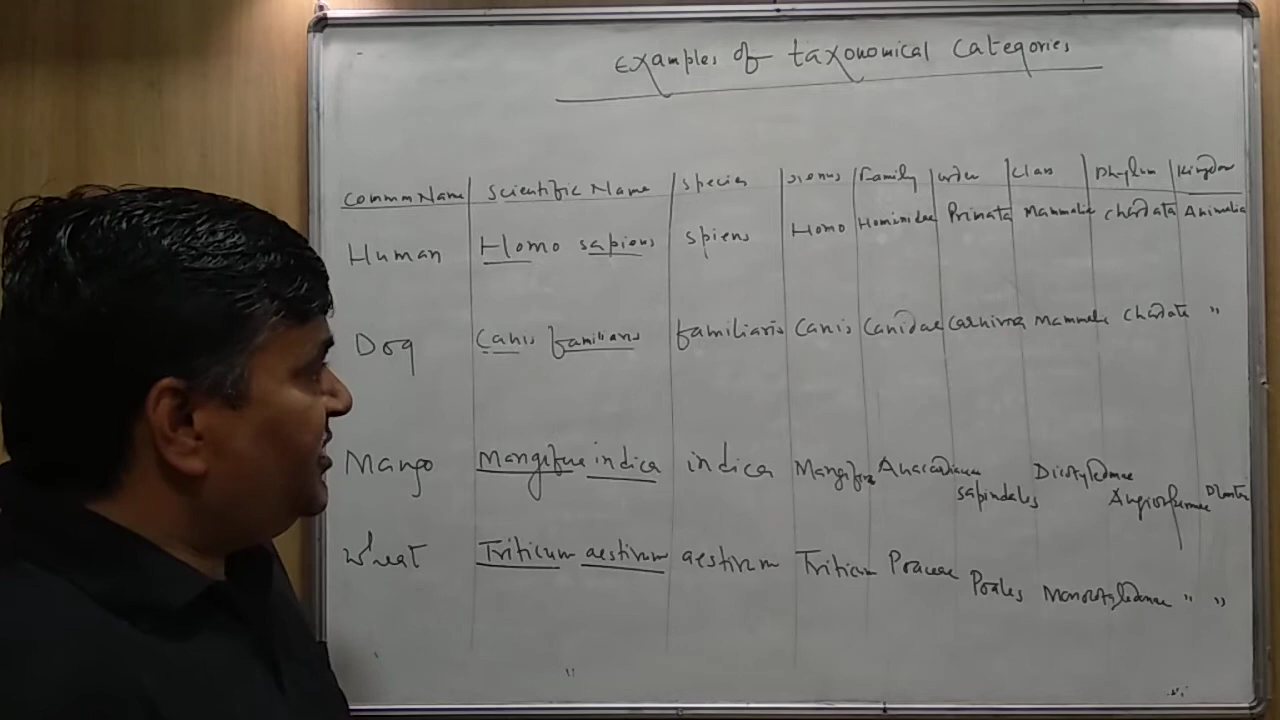 Examples of taxonomical Categories
Common Name Scientific Name Species Genus Family order Class Phylum Kingdom
Human Homo sapiens spiens Homo Hominidae Primata Mammalia chordata Animalia
Dog Canis familiaris familiaris Canis Canidae Carnivora Mammalia Chordata "
Mango Mangifera indica indica Mangifera Anacardiaceae sapindales Dicotyledonae Angiospermae Plantae
Wheat Triticum aestivum aestivum Triticum Poaceae Poales Monocotyledonae " "